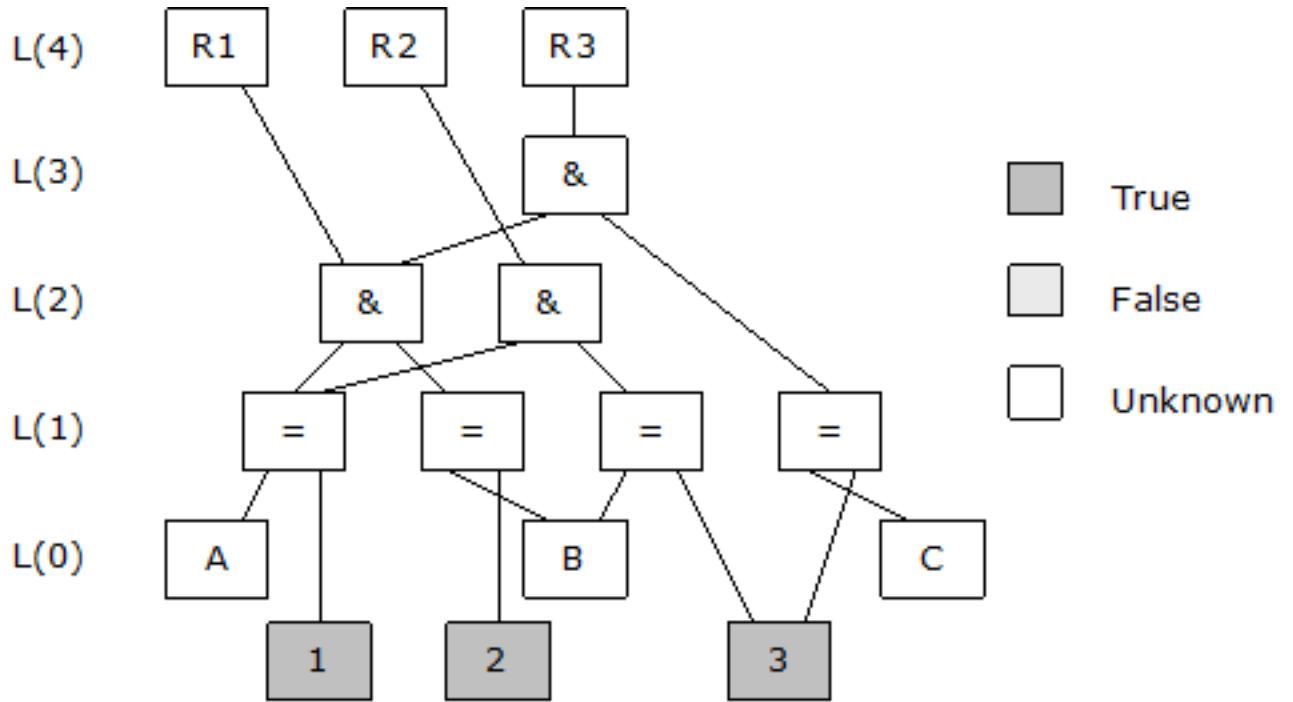 L(4) R1 R2 R3
L(3) &
True
L(2) & &
False
L(1) = = = =
Unknown
L(0) A B C
1 2 3